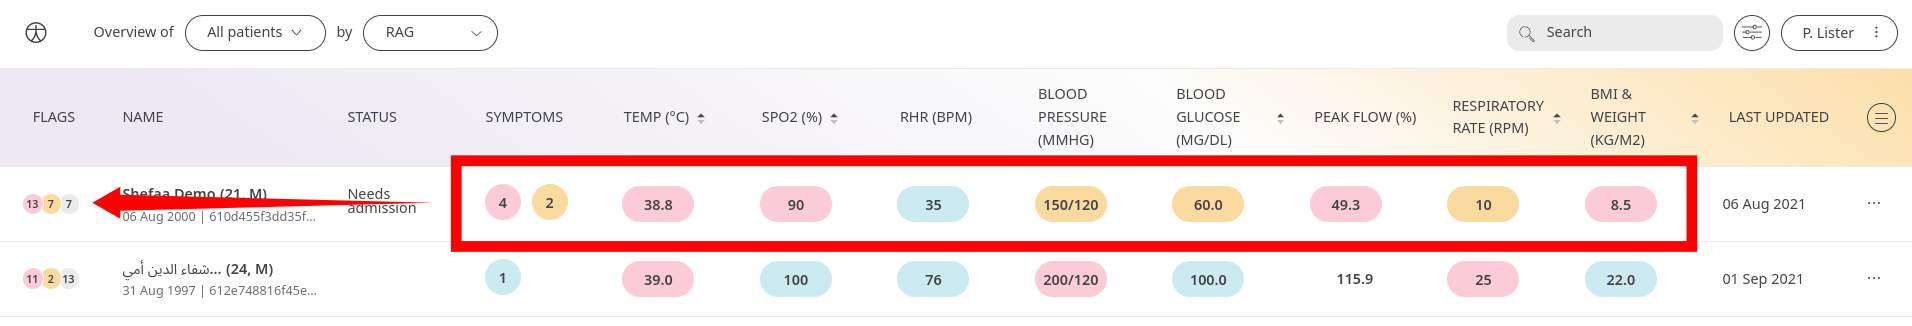 Overview of All patients by RAG Search P. Lister
FLAGS NAME STATUS SYMPTOMS TEMP (°C) SPO2 (%) RHR (BPM) BLOOD PRESSURE (MMHG) BLOOD GLUCOSE (MG/DL) PEAK FLOW (%) RESPIRATORY RATE (RPM) BMI & WEIGHT (KG/M2) LAST UPDATED
13 7 7 Shefaa Demo (21, M) Needs admission 4 2 38.8 90 35 150/120 60.0 49.3 10 8.5 06 Aug 2021 ...
06 Aug 2000 | 610d455f3dd35f...
11 2 13 شفاء الدين أمي... (24, M) 1 39.0 100 76 200/120 100.0 115.9 25 22.0 01 Sep 2021 ...
31 Aug 1997 | 612e748816f45e...